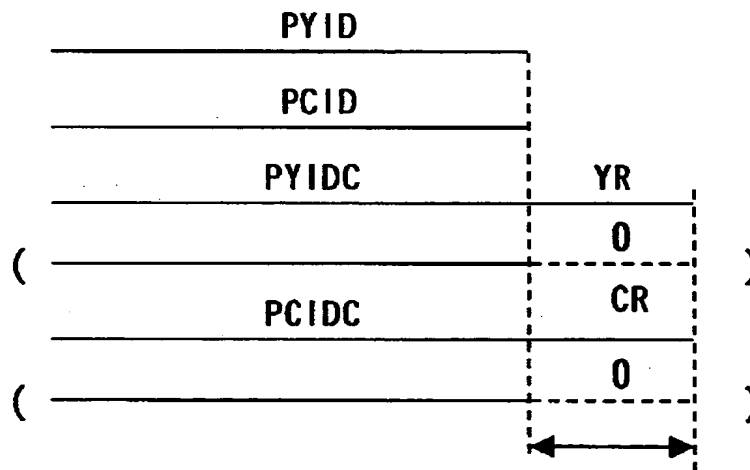 PYID
PCID
PYIDC YR
( 0 )
PCIDC CR
( 0 )